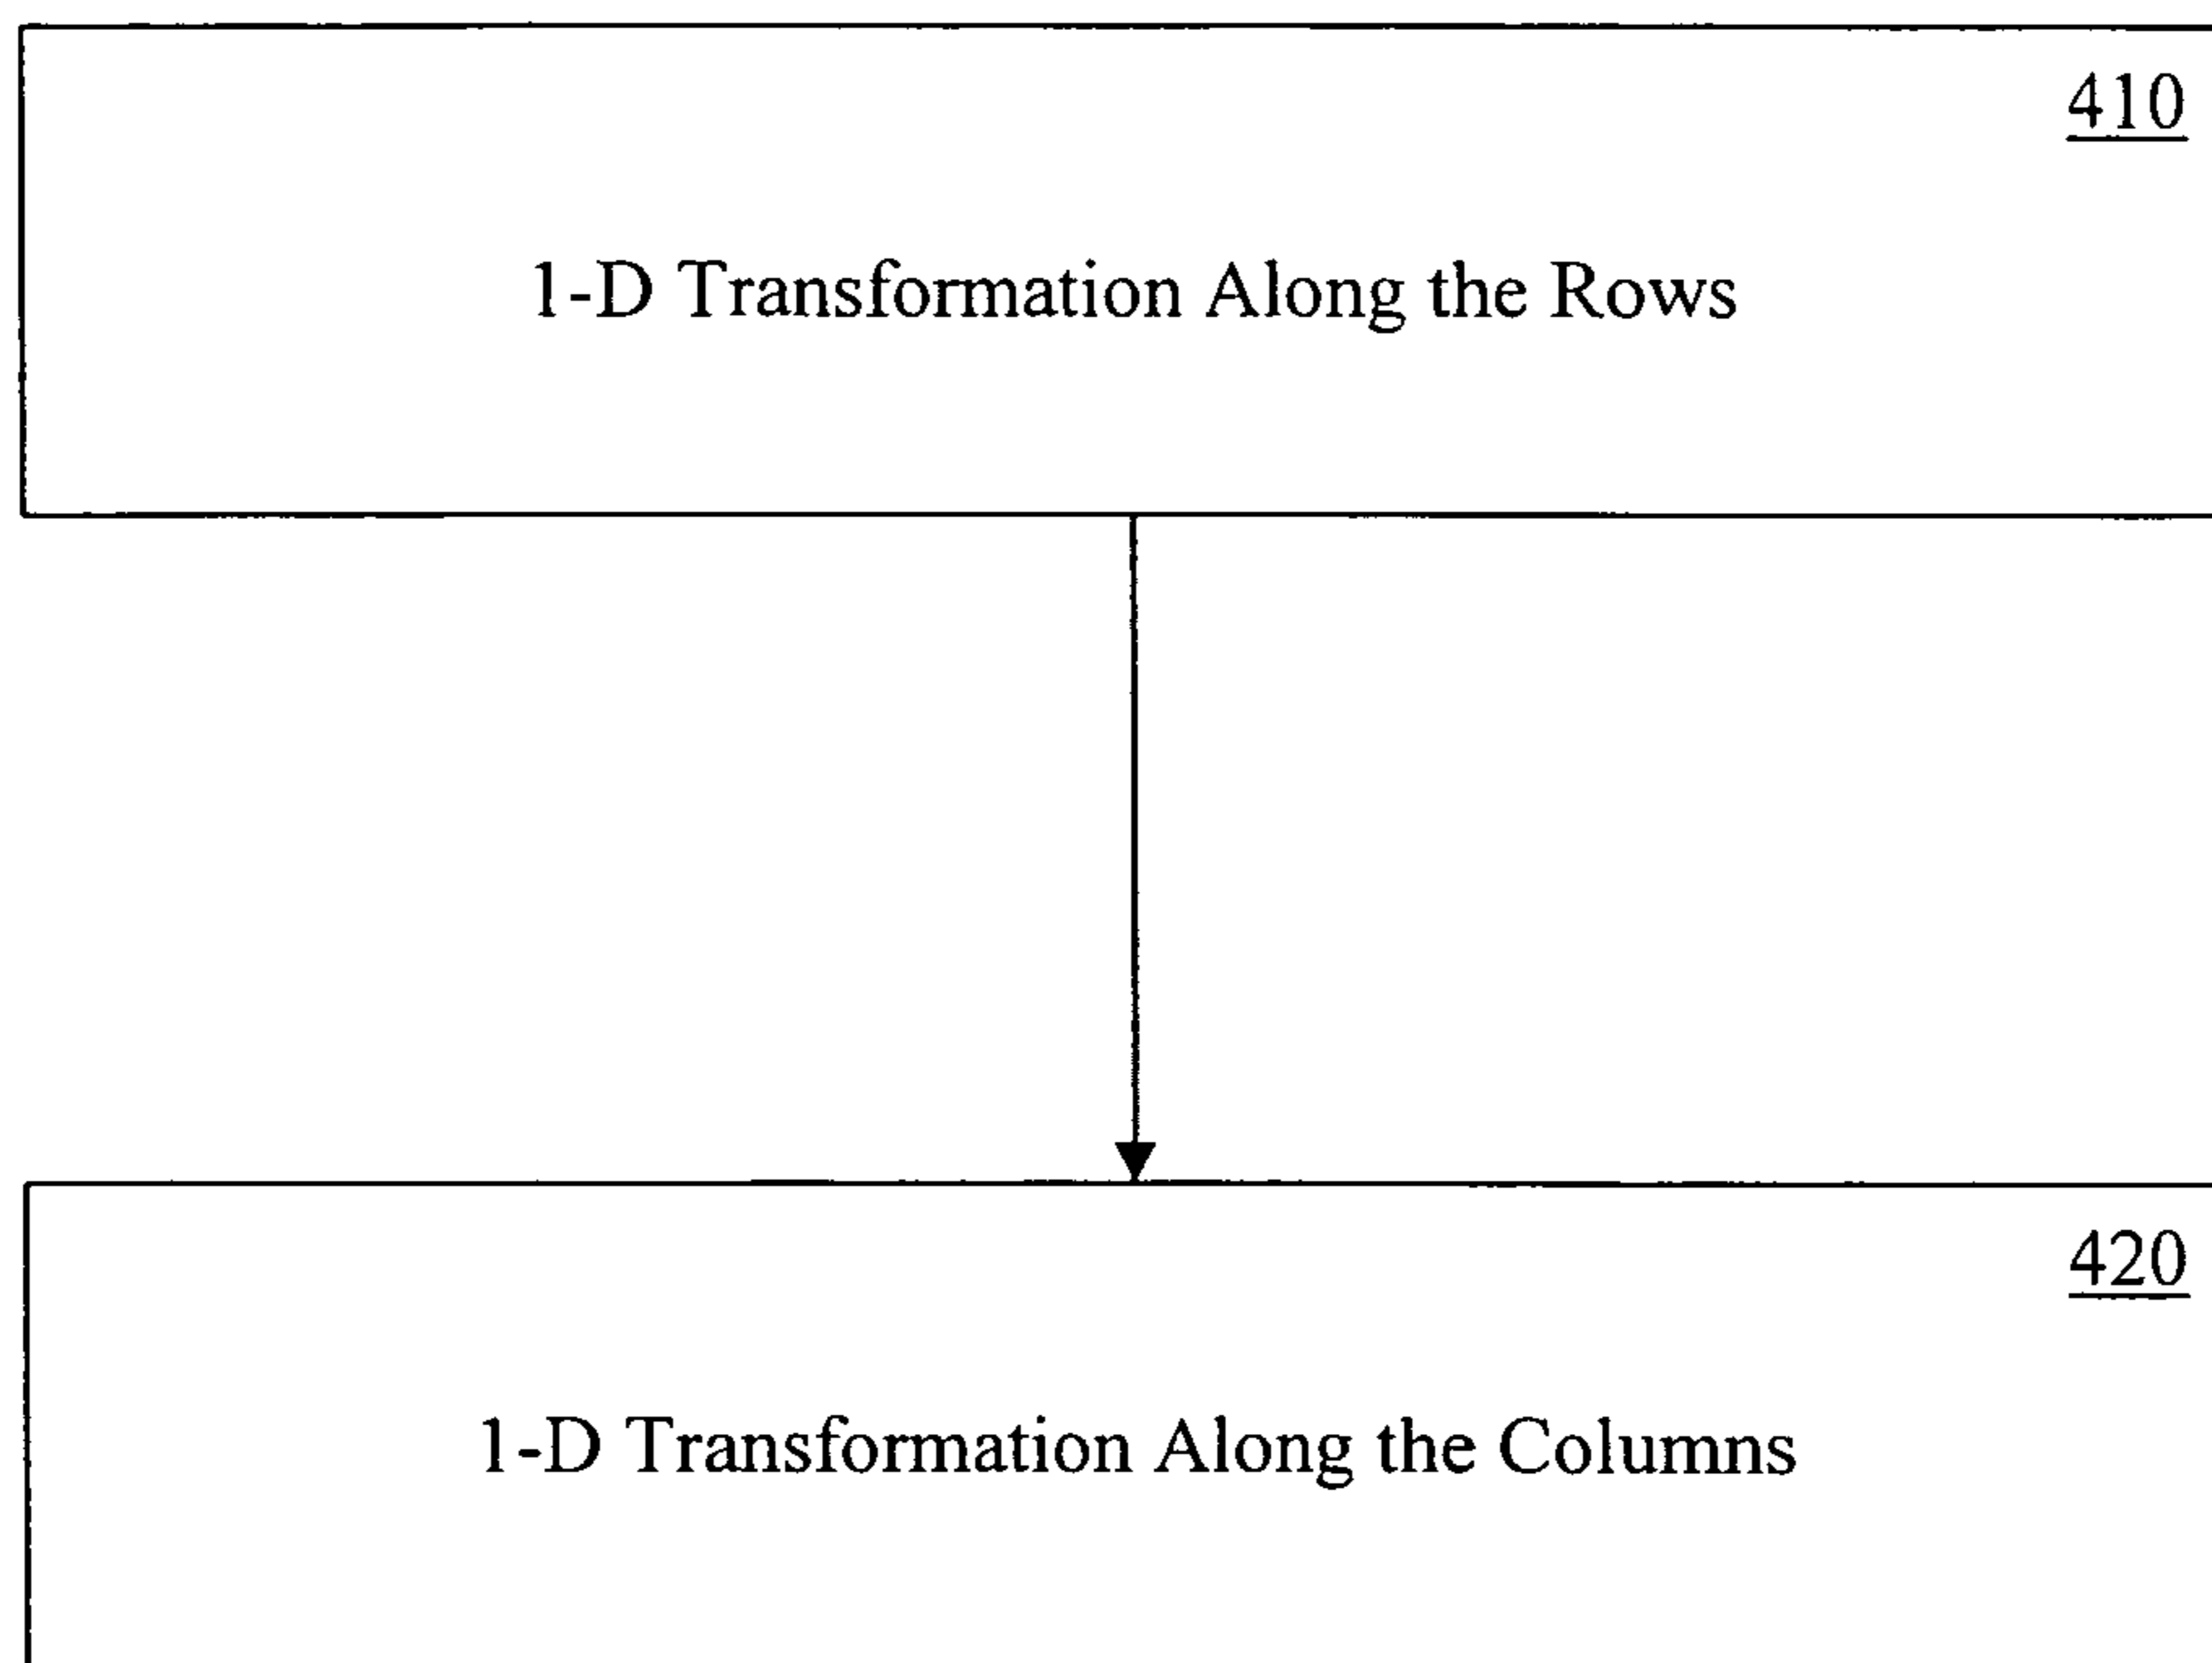 410
1-D Transformation Along the Rows
420
1-D Transformation Along the Columns